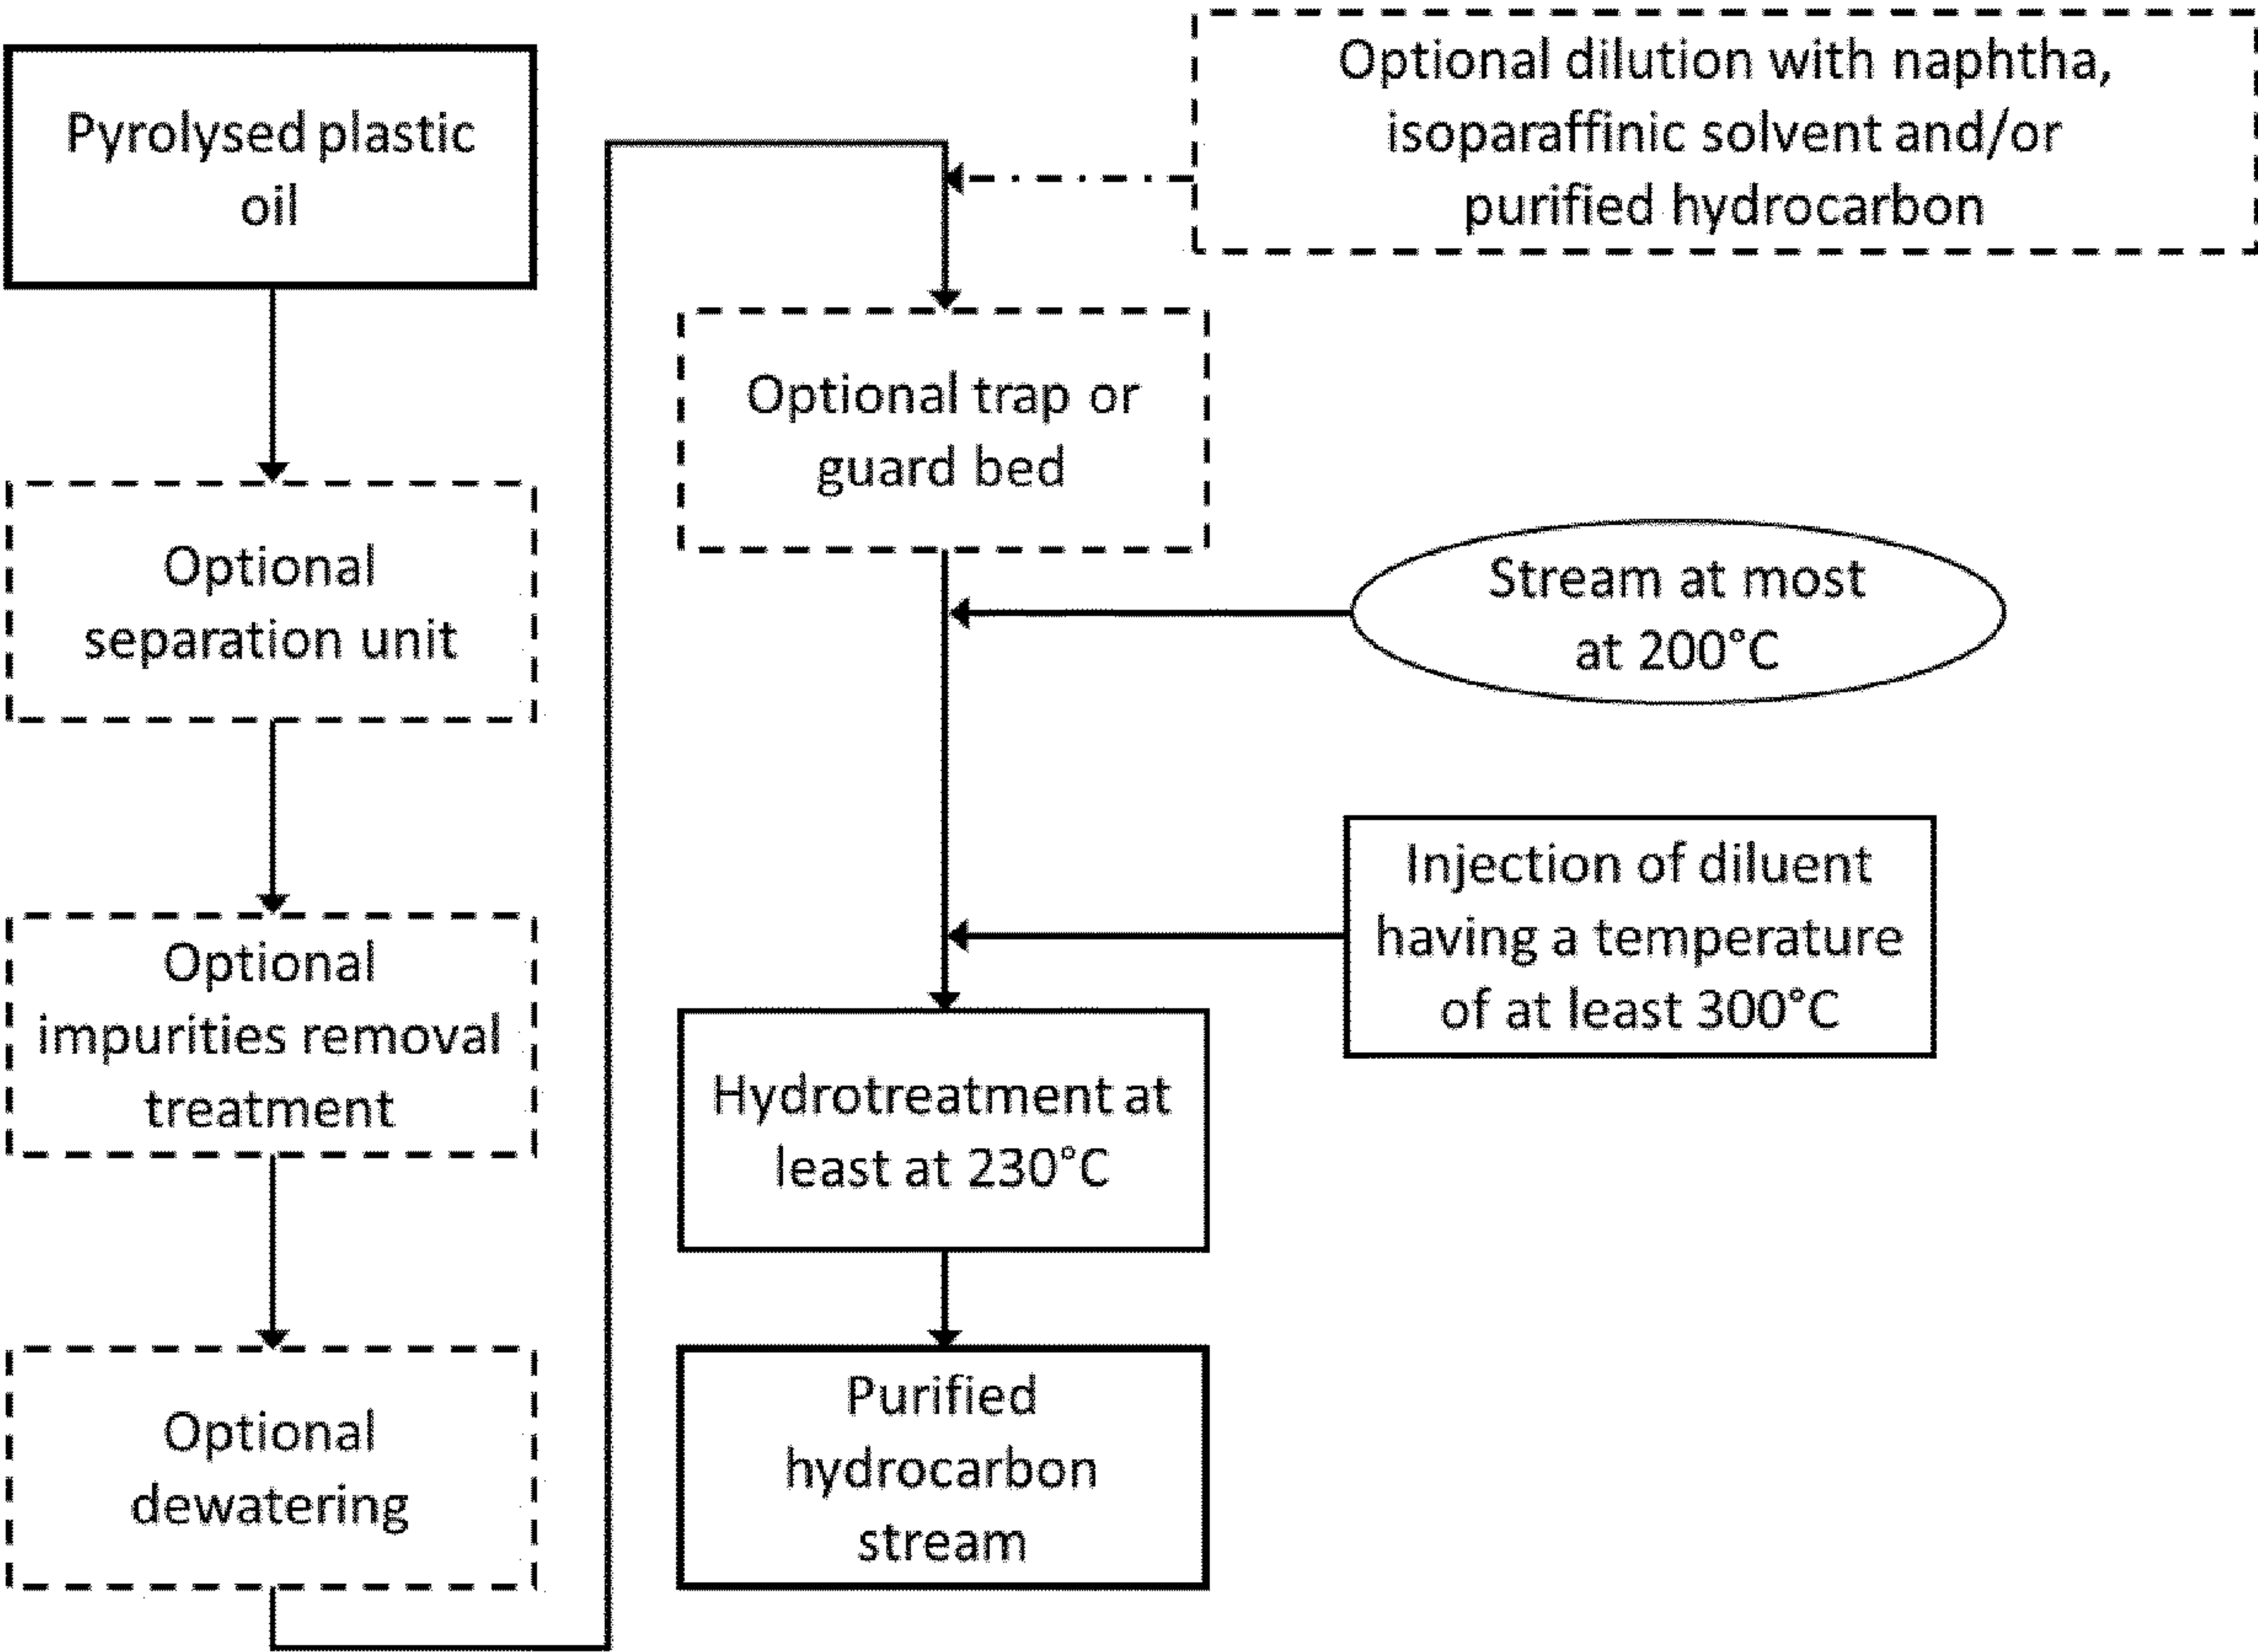 Pyrolysed plastic
oil
Optional
separation unit
Optional
impurities removal
treatment
Optional
dewatering
Optional dilution with naphtha,
isoparaffinic solvent and/or
purified hydrocarbon
Optional trap or
guard bed
Stream at most
at 200°C
Injection of diluent
having a temperature
of at least 300°C
Hydrotreatment at
least at 230°C
Purified
hydrocarbon
stream